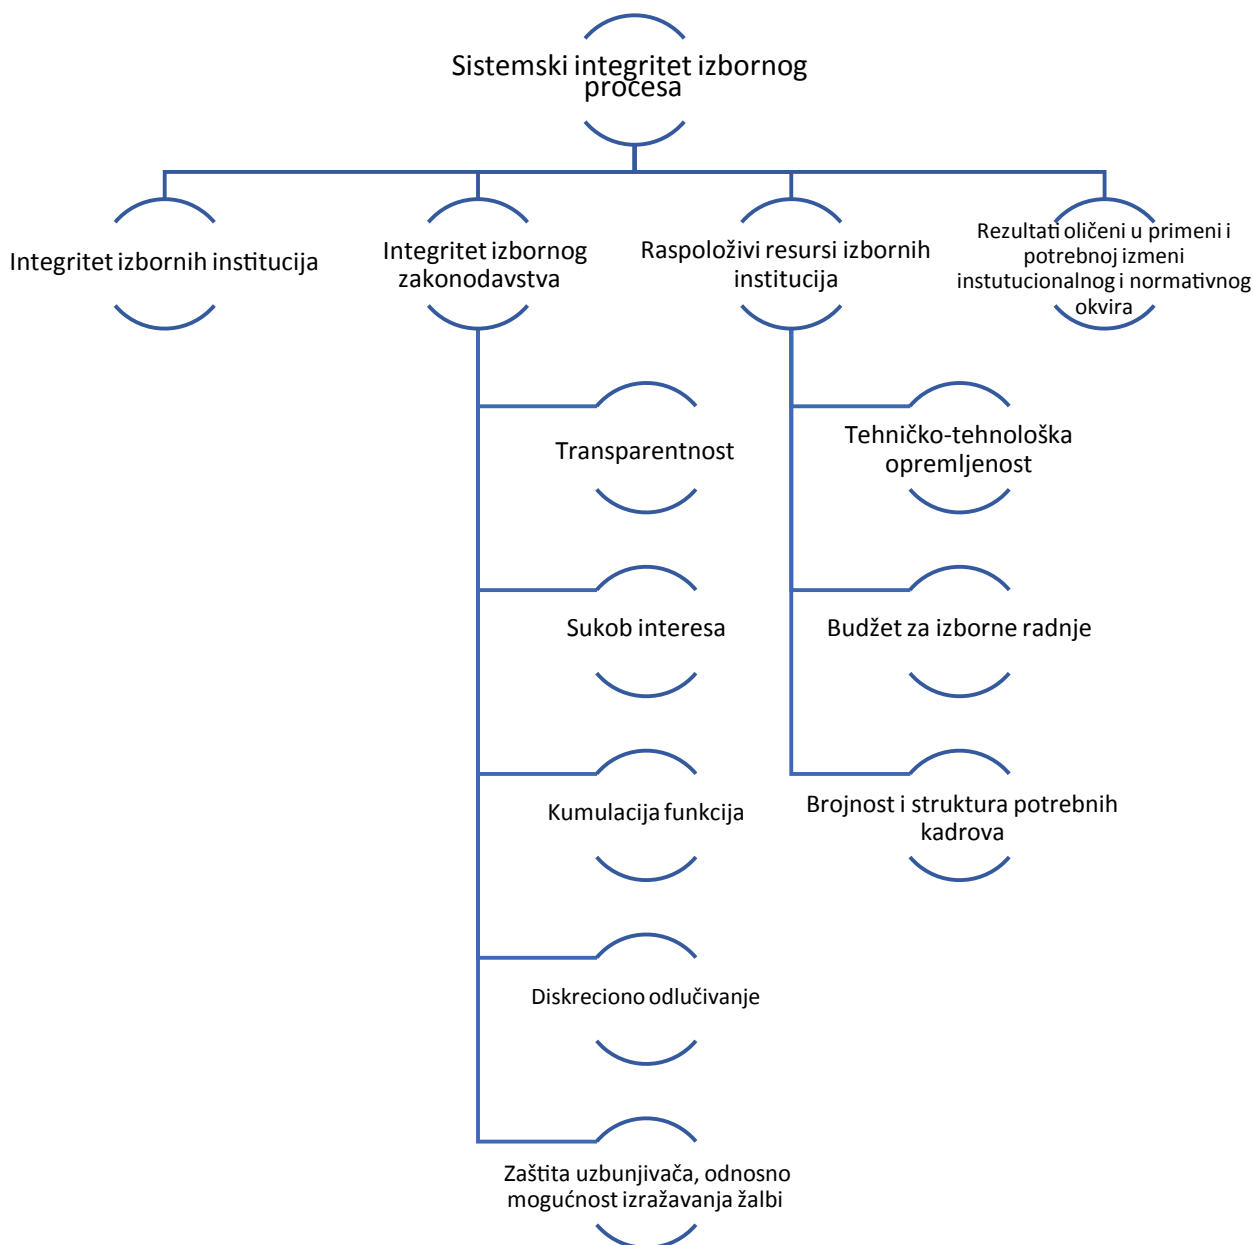 Sistemski integritet izbornog
procesa
Integritet izbornih institucija
Integritet izbornog
zakonodavstva
Raspoloživi resursi izbornih
institucija
Rezultati oličeni u primeni i
potrebnoj izmeni
instutucionalnog i normativnog
okvira
Transparentnost
Sukob interesa
Kumulacija funkcija
Diskreciono odlučivanje
Zaštita uzbunjivača, odnosno
mogućnost izražavanja žalbi
Tehničko-tehnološka
opremljenost
Budžet za izborne radnje
Brojnost i struktura potrebnih
kadrova